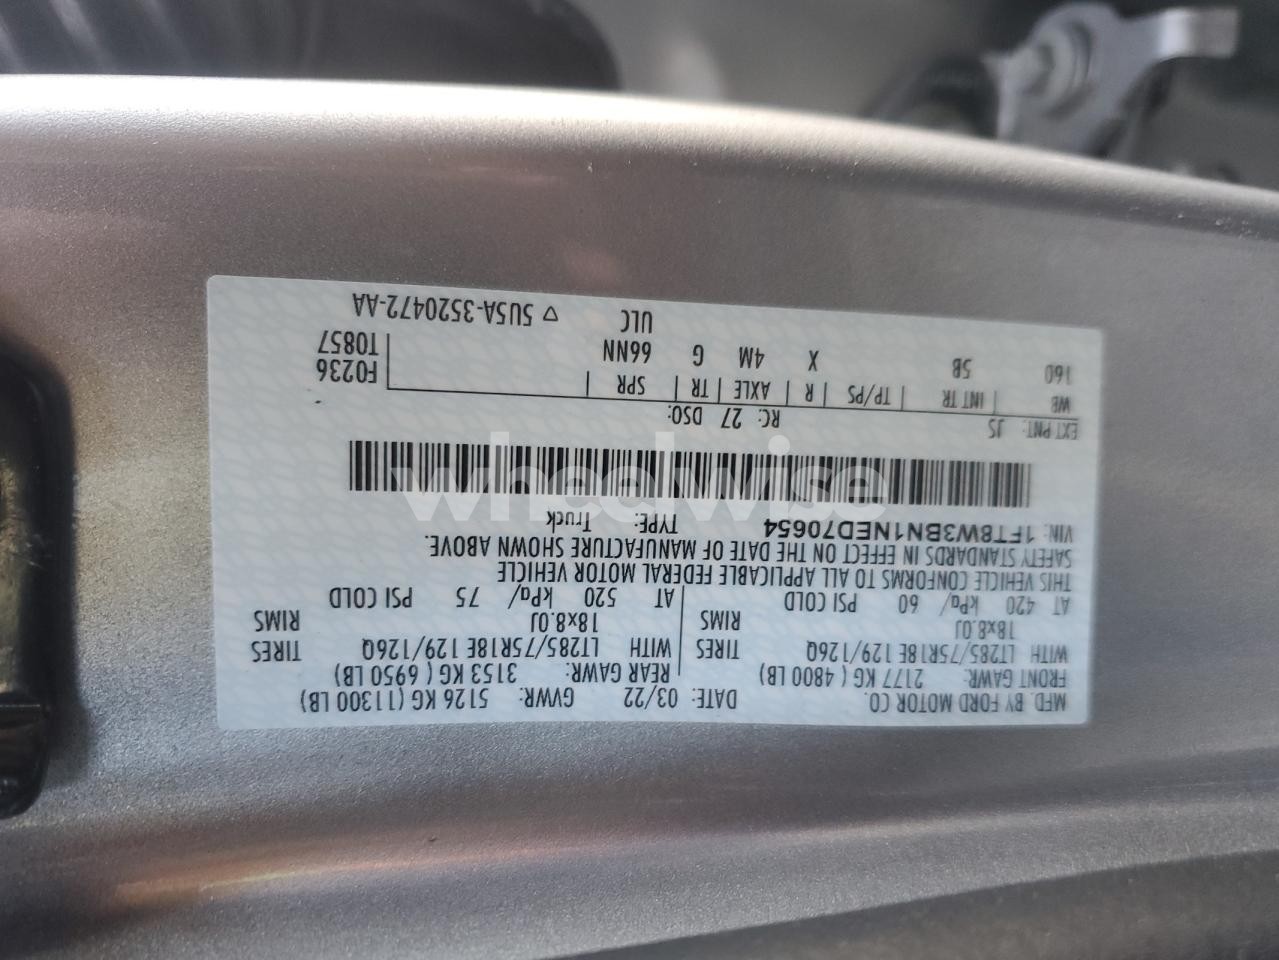 MFD. BY FORD MOTOR CO. DATE: 03/22 GVWR: 5126 KG (11300 LB)
FRONT GAWR: 2177 KG ( 4800 LB) REAR GAWR: 3153 KG ( 6950 LB)
WITH LT285/75R18E 129/126Q TIRES WITH LT285/75R18E 129/126Q TIRES
18x8.0J RIMS 18x8.0J RIMS
AT 420 kPa/ 60 PSI COLD AT 520 kPa/ 75 PSI COLD
THIS VEHICLE CONFORMS TO ALL APPLICABLE FEDERAL MOTOR VEHICLE
SAFETY STANDARDS IN EFFECT ON THE DATE OF MANUFACTURE SHOWN ABOVE.
VIN: 1FT8W3BN1NED70654 TYPE: Truck
wheelwise
EXT PNT: JS RC: 27 DSO:
WB | INT TR | TP/PS | R | AXLE | TR | SPR | F0236
160 5B X 4M G 66NN T0857
ULC ▽ 5U5A-3520472-AA